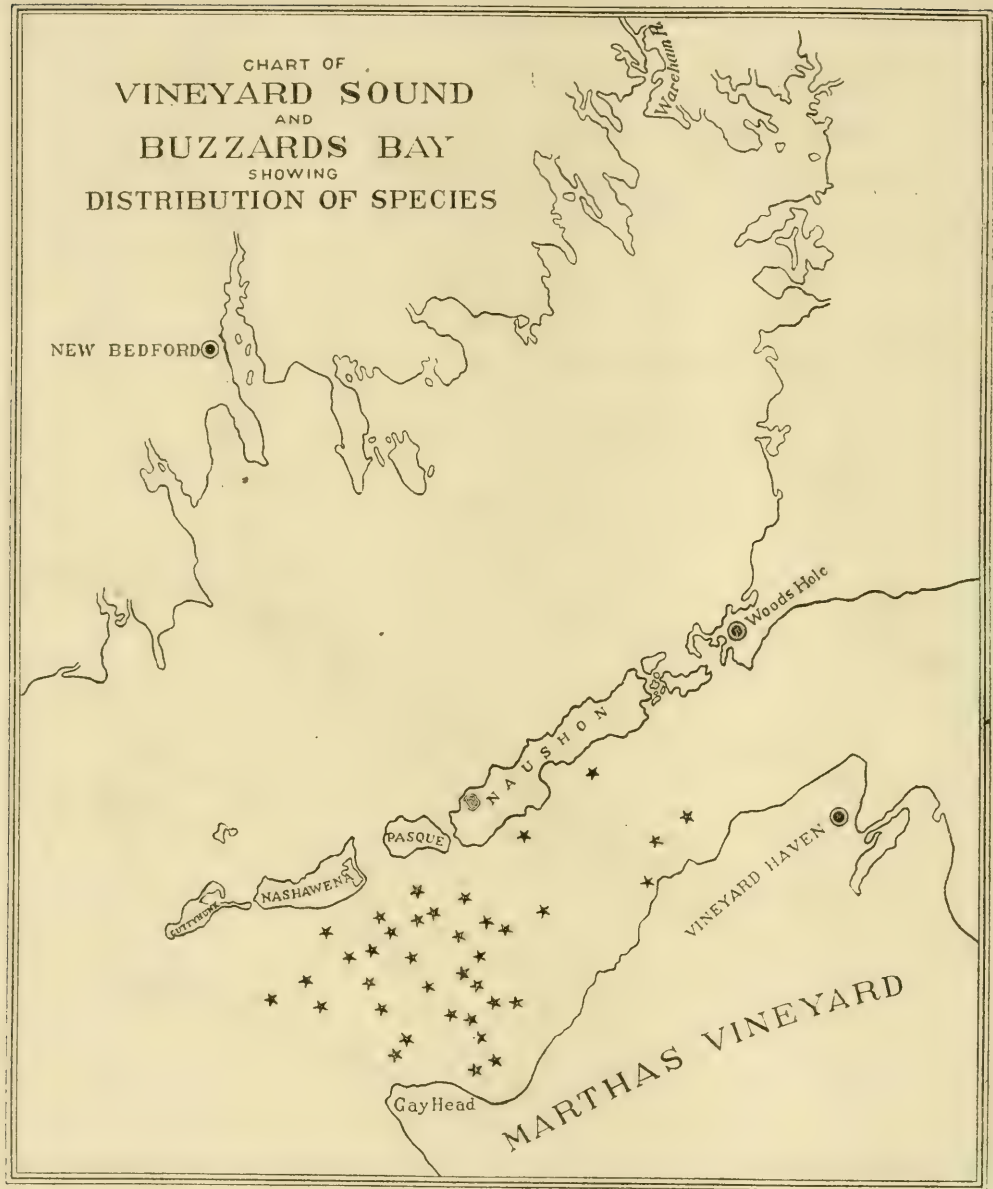 CHART OF
VINEYARD SOUND
AND
BUZZARDS BAY
SHOWING
DISTRIBUTION OF SPECIES
Wareham R.
NEW BEDFORD
Woods Hole
NAUSHON
PASQUE
NASHAWENA
CUTTYHUNK
VINEYARD HAVEN
MARTHAS VINEYARD
Gay Head